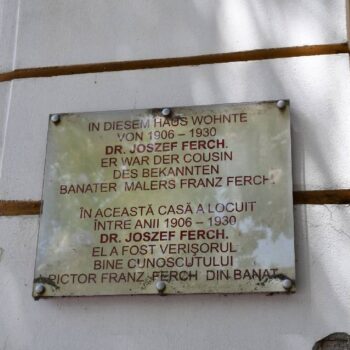 IN DIESEM HAUS WOHNTE
VON 1906 – 1930
DR. JOSZEF FERCH.
ER WAR DER COUSIN
DES BEKANNTEN
BANATER MALERS FRANZ FERCH.
ÎN ACEASTĂ CASĂ A LOCUIT
ÎNTRE ANII 1906 – 1930
DR. JOSZEF FERCH.
EL A FOST VERIȘORUL
BINE CUNOSCUTULUI
PICTOR FRANZ FERCH DIN BANAT.